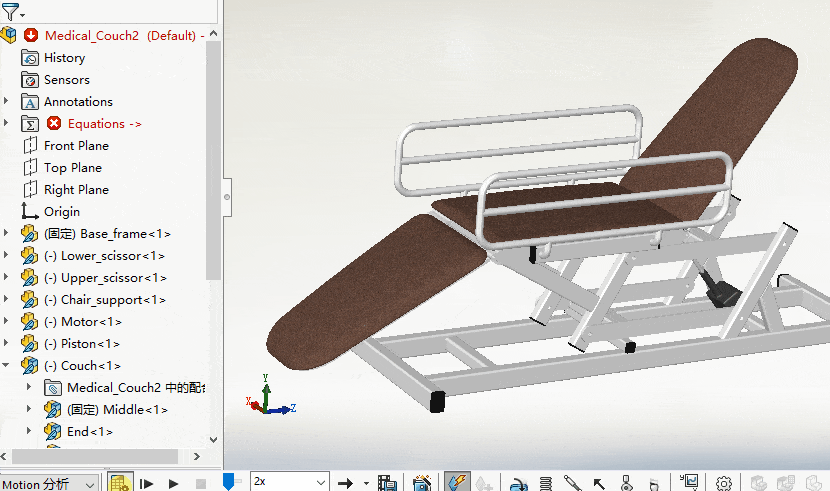 Medical_Couch2 (Default) -
History
Sensors
Annotations
Equations ->
Front Plane
Top Plane
Right Plane
Origin
(固定) Base_frame<1>
(-) Lower_scissor<1>
(-) Upper_scissor<1>
(-) Chair_support<1>
(-) Motor<1>
(-) Piston<1>
(-) Couch<1>
Medical_Couch2 中的配合
(固定) Middle<1>
End<1>
Y
X
Z
Motion 分析
2x